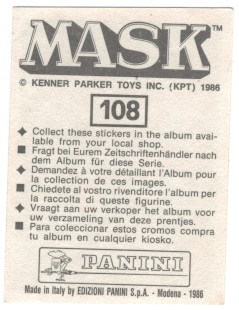 MASK™
© KENNER PARKER TOYS INC. (KPT) 1986
108
◆ Collect these stickers in the album avai-
lable from your local shop.
■ Fragt bei Eurem Zeitschriftenhändler nach
dem Album für diese Serie.
◆ Demandez à votre détaillant l'Album pour
la collection de ces images.
■ Chiedete al vostro rivenditore l'album per
la raccolta di queste figurine.
◆ Vraagt aan uw verkoper het album voor
uw verzameling van deze prentjes.
■ Para coleccionar estos cromos compra
tu album en cualquier kiosko.
PANINI
Made in Italy by EDIZIONI PANINI S.p.A. - Modena - 1986